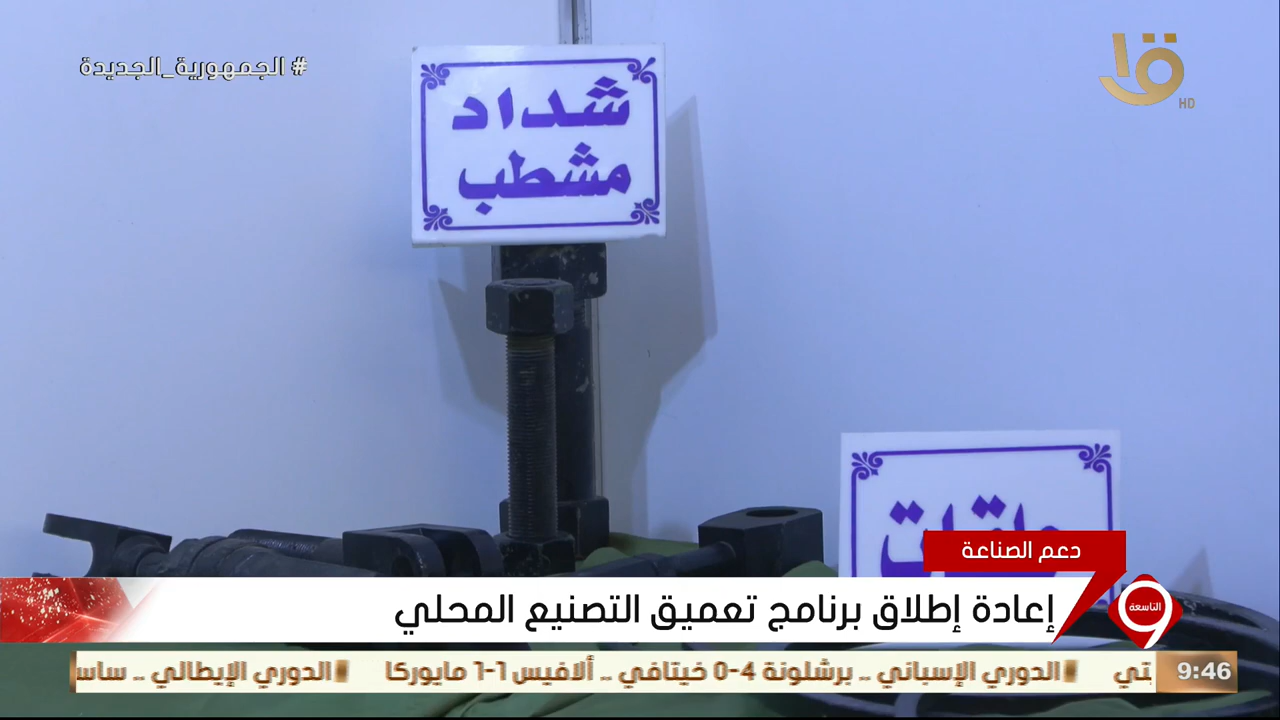 # الجمهورية_الجديدة
HD
شداد
مشطب
دعم الصناعة
التاسعة
إعادة إطلاق برنامج تعميق التصنيع المحلي
9:46
الدوري الإسباني .. برشلونة 4-0 خيتافي .. ألافيس 1-1 مايوركا
الدوري الإيطالي ..